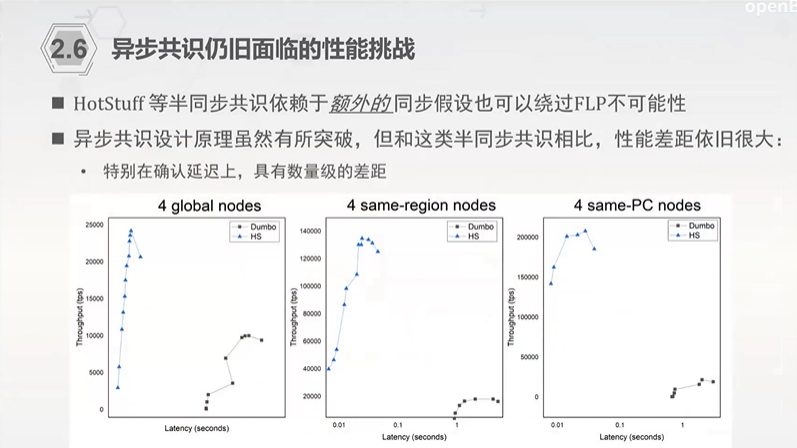 openB
2.6 异步共识仍旧面临的性能挑战
HotStuff 等半同步共识依赖于额外的同步假设也可以绕过FLP不可能性
异步共识设计原理虽然有所突破，但和这类半同步共识相比，性能差距依旧很大：
特别在确认延迟上，具有数量级的差距
4 global nodes
Dumbo
HS
Throughput (tps)
25000
20000
15000
10000
5000
0
Latency (seconds)
4 same-region nodes
Dumbo
HS
Throughput (tps)
140000
120000
100000
80000
60000
40000
20000
0.01 0.1 1
Latency (seconds)
4 same-PC nodes
Dumbo
HS
Throughput (tps)
200000
150000
100000
50000
0
0.01 0.1 1
Latency (seconds)